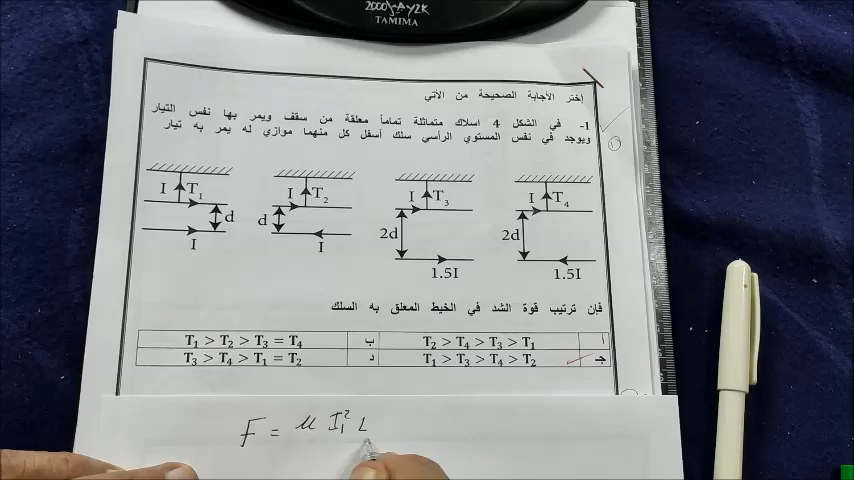 2000 A-Y2K
TAMIMA
إختر الأجابة الصحيحة من الآتي
1- في الشكل 4 اسلاك متماثلة تماماً معلقة من سقف ويمر بها نفس التيار
ويوجد في نفس المستوي الرأسي سلك أسفل كل منهما موازي له يمر به تيار
I T₁ d I
I T₂ d I
I T₃ 2d 1.5I
I T₄ 2d 1.5I
فإن ترتيب قوة الشد في الخيط المعلق به السلك
أ T₂ > T₄ > T₃ > T₁ ب T₁ > T₂ > T₃ = T₄
جـ T₁ > T₃ > T₄ > T₂ د T₃ > T₄ > T₁ = T₂
F = μ I₁² L